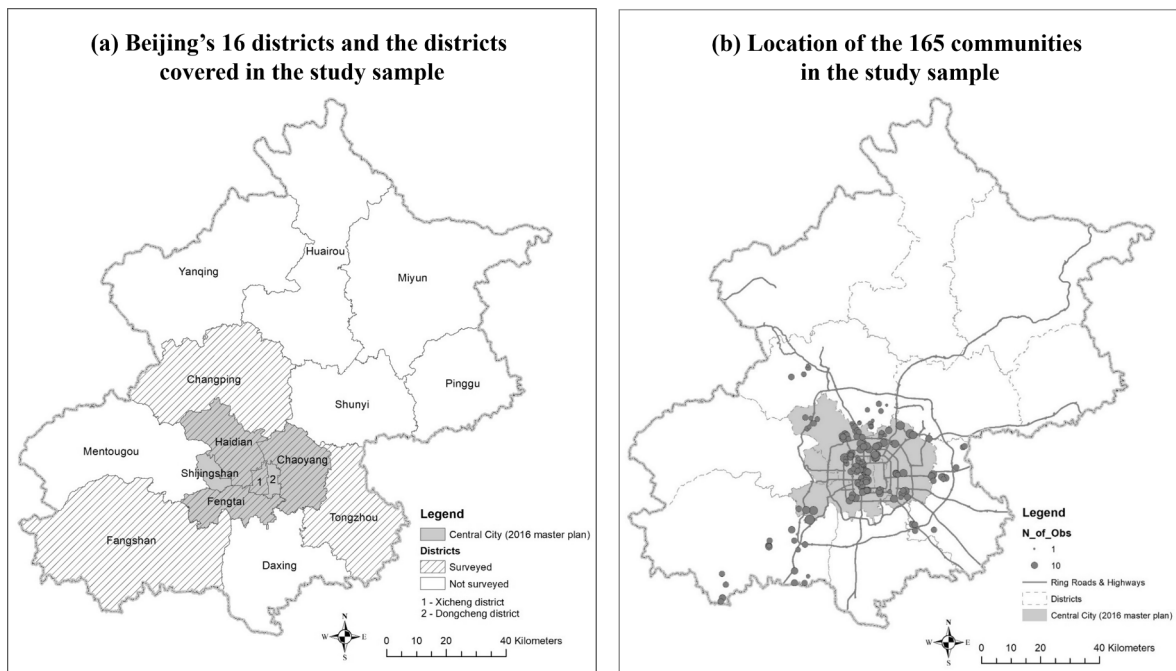 (a) Beijing's 16 districts and the districts
covered in the study sample
Huairou
Yanqing
Miyun
Changping
Pinggu
Shunyi
Haidian
Mentougou
Chaoyang
Shijingshan
1
2
Fengtai
Tongzhou
Fangshan
Daxing
Legend
Central City (2016 master plan)
Districts
Surveyed
Not surveyed
1 - Xicheng district
2 - Dongcheng district
N
W
E
S
0 10 20 40 Kilometers
(b) Location of the 165 communities
in the study sample
Legend
N_of_Obs
1
10
Ring Roads & Highways
Districts
Central City (2016 master plan)
N
W
E
S
0 10 20 40 Kilometers